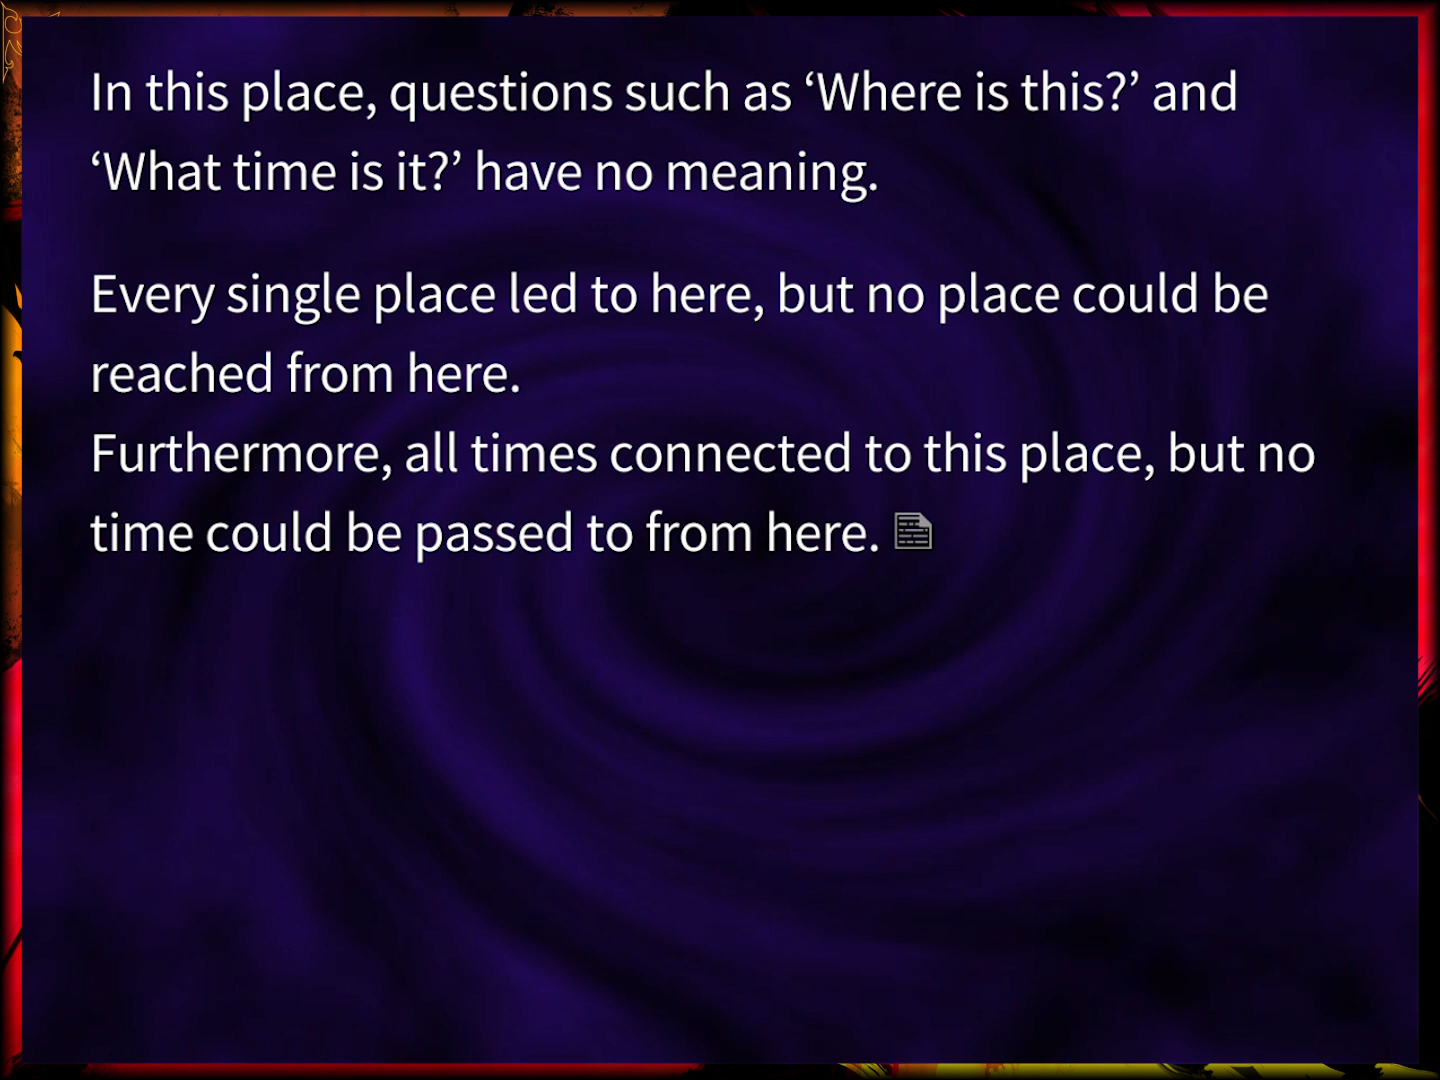 In this place, questions such as ‘Where is this?’ and
‘What time is it?’ have no meaning.
Every single place led to here, but no place could be
reached from here.
Furthermore, all times connected to this place, but no
time could be passed to from here.